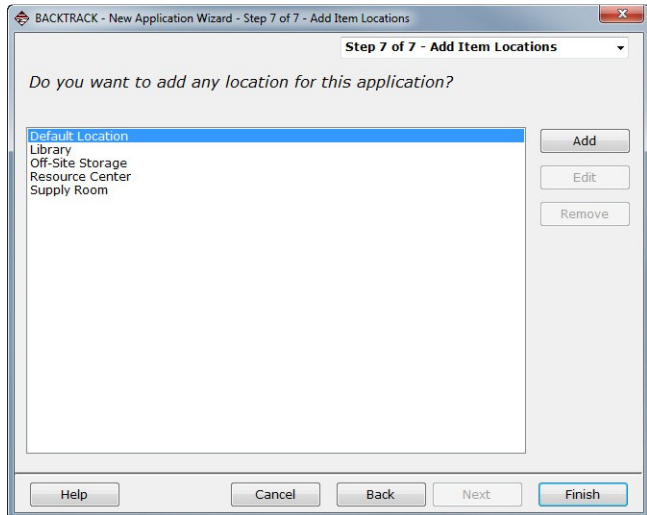 BACKTRACK - New Application Wizard - Step 7 of 7 - Add Item Locations
Step 7 of 7 - Add Item Locations
Do you want to add any location for this application?
Default Location
Library
Off-Site Storage
Resource Center
Supply Room
Add
Edit
Remove
Help
Cancel
Back
Next
Finish